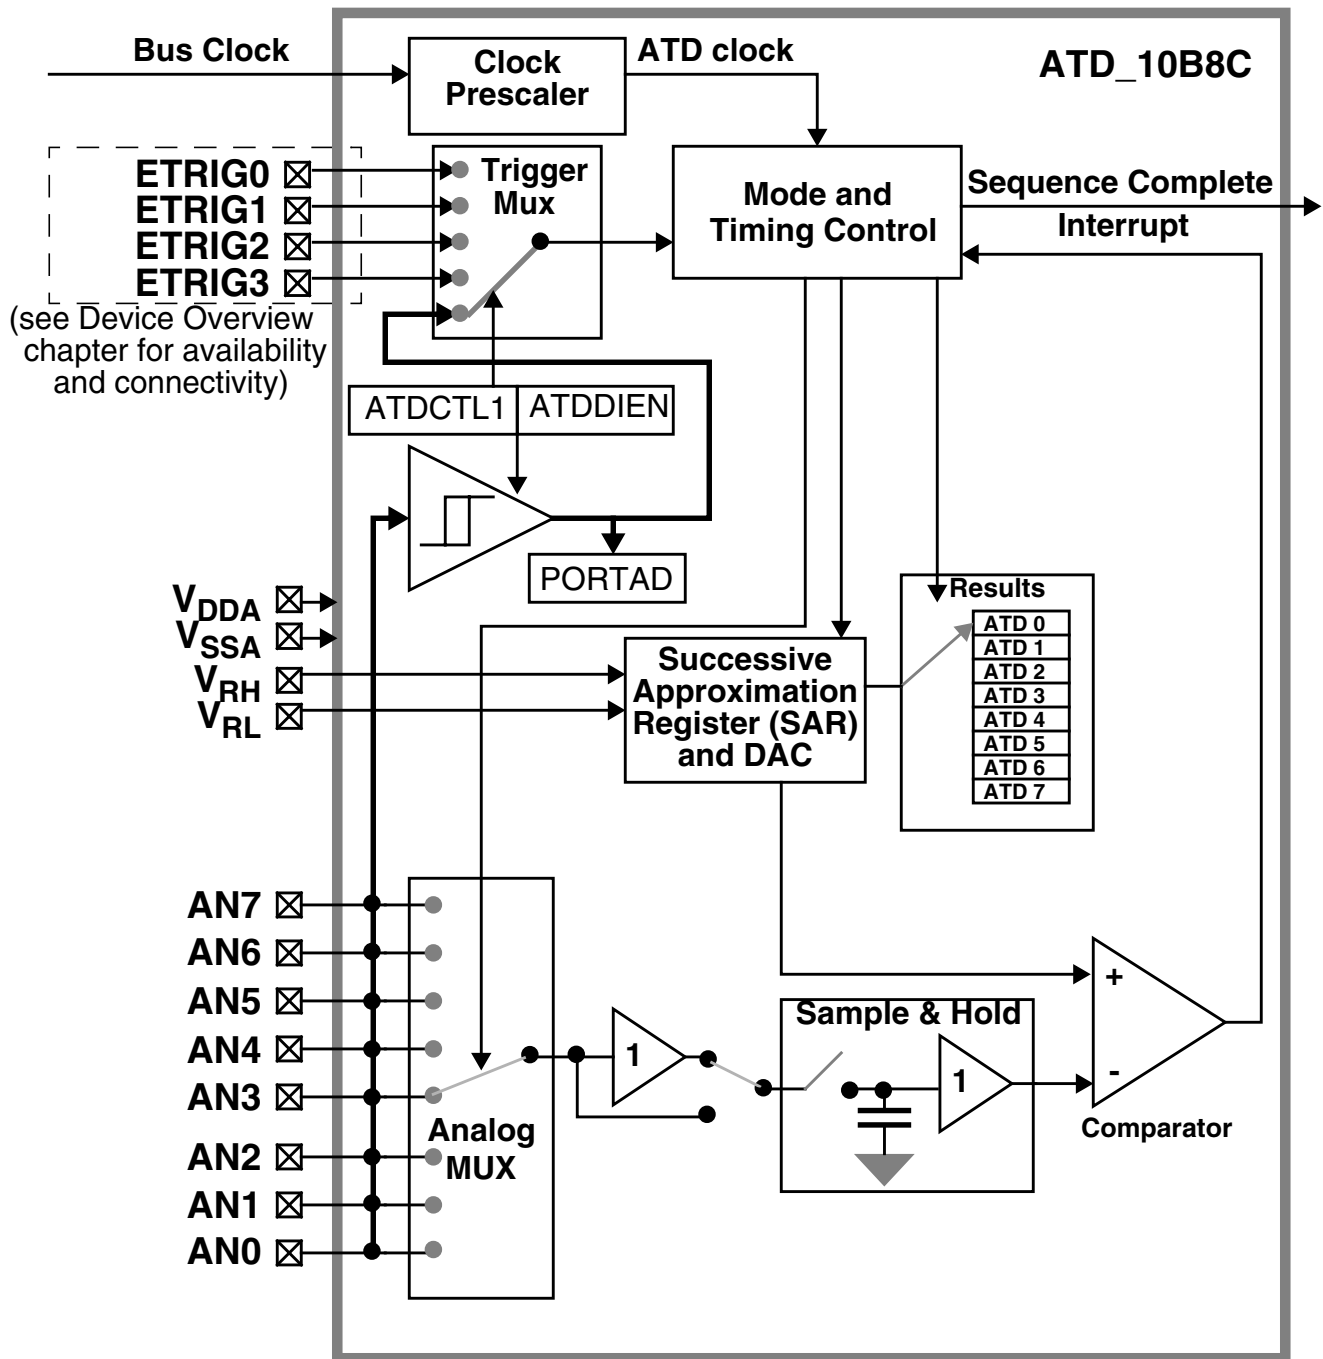 Bus Clock
Clock
Prescaler
ATD clock
ATD_10B8C
ETRIG0
ETRIG1
ETRIG2
ETRIG3
(see Device Overview
chapter for availability
and connectivity)
Trigger
Mux
Mode and
Timing Control
Sequence Complete
Interrupt
ATDCTL1
ATDDIEN
PORTAD
VDDA
VSSA
VRH
VRL
Successive
Approximation
Register (SAR)
and DAC
Results
ATD 0
ATD 1
ATD 2
ATD 3
ATD 4
ATD 5
ATD 6
ATD 7
AN7
AN6
AN5
AN4
AN3
AN2
AN1
AN0
Analog
MUX
1
Sample & Hold
1
+
-
Comparator